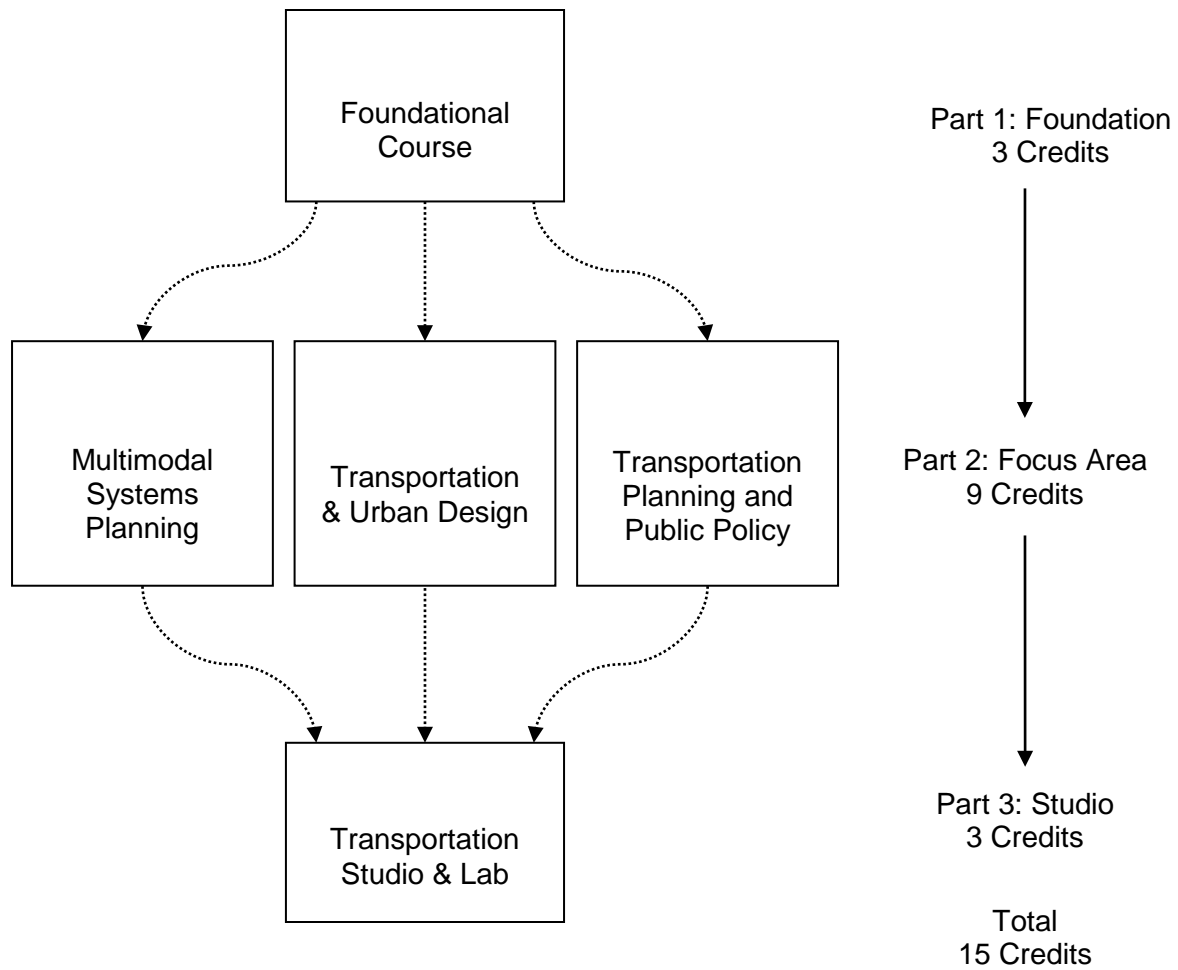 Foundational
Course
Part 1: Foundation
3 Credits
Multimodal
Systems
Planning
Transportation
& Urban Design
Transportation
Planning and
Public Policy
Part 2: Focus Area
9 Credits
Transportation
Studio & Lab
Part 3: Studio
3 Credits
Total
15 Credits